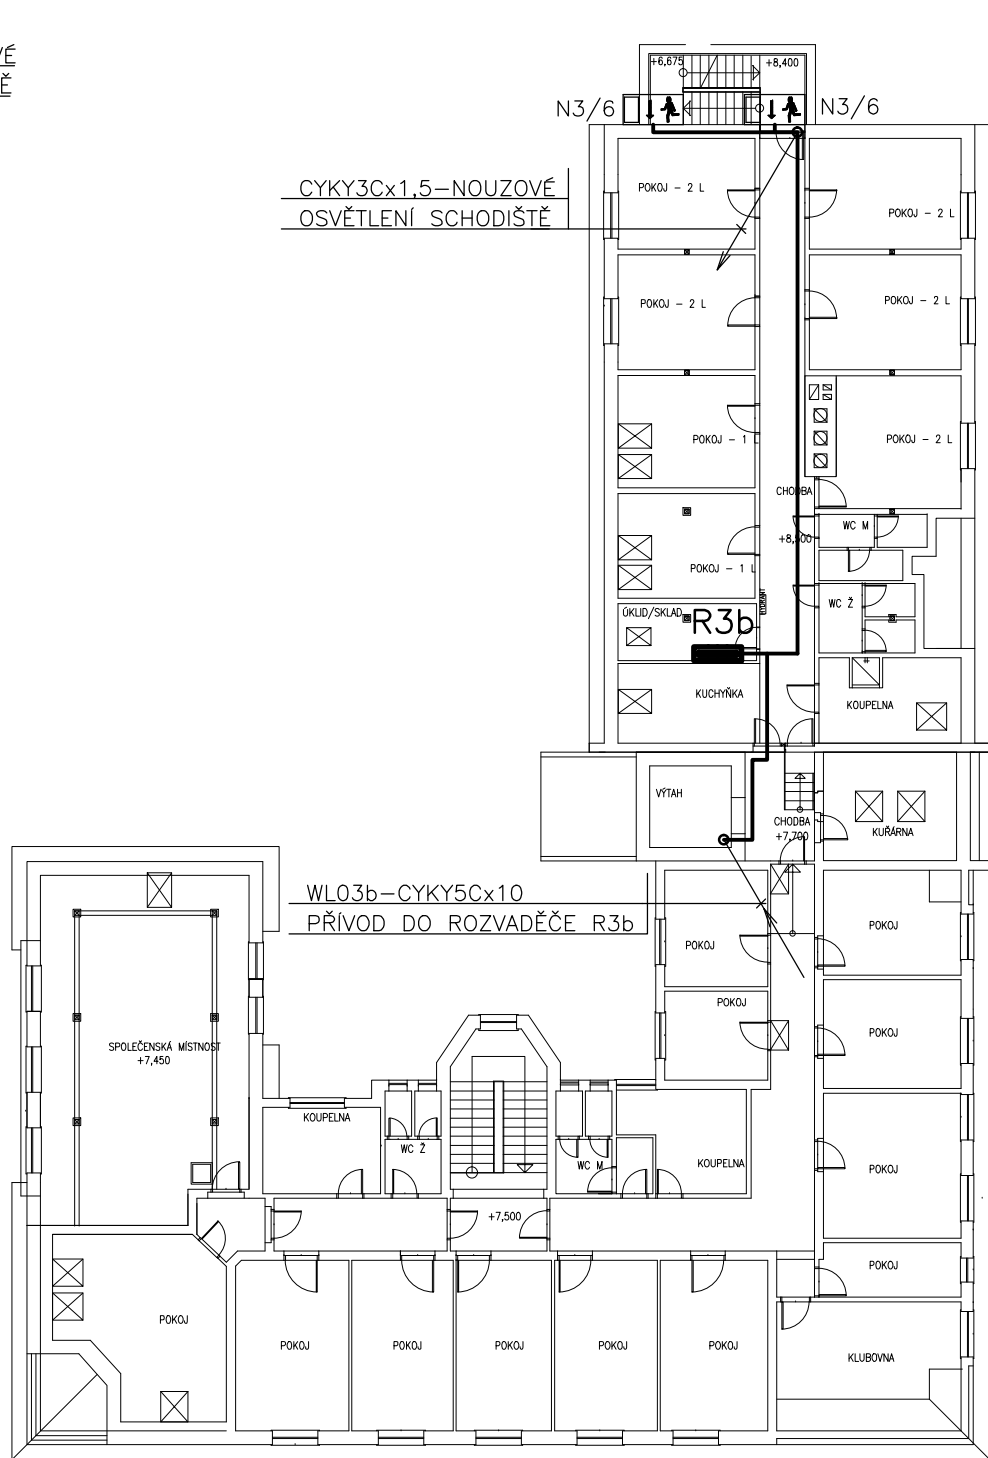 VÉ
Ě
+6,675
+8,400
N3/6
N3/6
CYKY3Cx1,5-NOUZOVÉ
OSVĚTLENÍ SCHODIŠTĚ
POKOJ - 2 L
POKOJ - 2 L
POKOJ - 2 L
POKOJ - 2 L
POKOJ - 1 L
POKOJ - 2 L
CHODBA
WC M
+8,500
POKOJ - 1 L
HYDRANT
WC Ž
ÚKLID/SKLAD
R3b
KUCHYŇKA
KOUPELNA
VÝTAH
CHODBA
+7,700
KUŘÁRNA
WL03b-CYKY5Cx10
PŘÍVOD DO ROZVADĚČE R3b
POKOJ
POKOJ
POKOJ
POKOJ
SPOLEČENSKÁ MÍSTNOST
+7,450
KOUPELNA
WC Ž
WC M
KOUPELNA
POKOJ
+7,500
POKOJ
POKOJ
POKOJ
POKOJ
POKOJ
POKOJ
POKOJ
KLUBOVNA